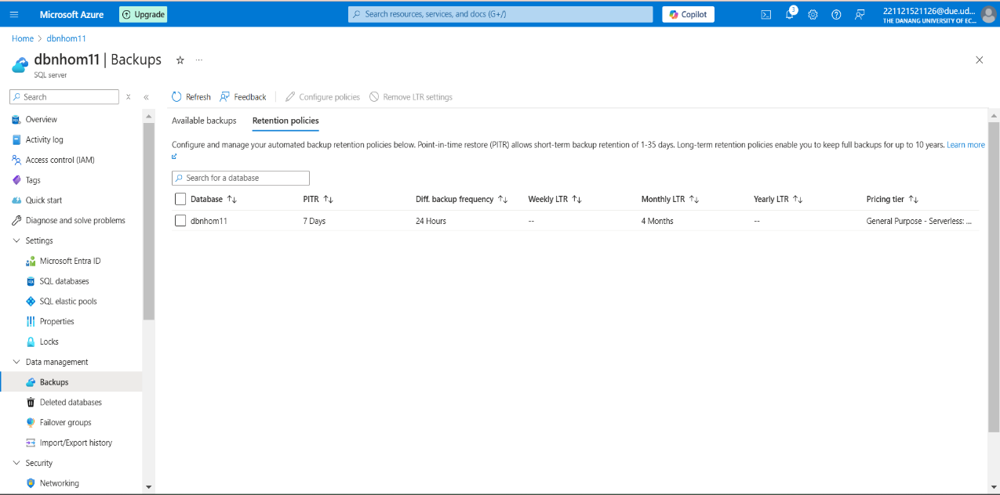 Microsoft Azure
Upgrade
Search resources, services, and docs (G+/)
Copilot
3
221121521126@due.ud...
THE DANANG UNIVERSITY OF EC...
Home > dbnhom11
dbnhom11 | Backups
SQL server
Search
Refresh
Feedback
Configure policies
Remove LTR settings
Overview
Activity log
Access control (IAM)
Tags
Quick start
Diagnose and solve problems
Settings
Microsoft Entra ID
SQL databases
SQL elastic pools
Properties
Locks
Data management
Backups
Deleted databases
Failover groups
Import/Export history
Security
Networking
Available backups
Retention policies
Configure and manage your automated backup retention policies below. Point-in-time restore (PITR) allows short-term backup retention of 1-35 days. Long-term retention policies enable you to keep full backups for up to 10 years. Learn more
Search for a database
Database ↑↓ PITR ↑↓ Diff. backup frequency ↑↓ Weekly LTR ↑↓ Monthly LTR ↑↓ Yearly LTR ↑↓ Pricing tier ↑↓
dbnhom11 7 Days 24 Hours -- 4 Months -- General Purpose - Serverless: ...